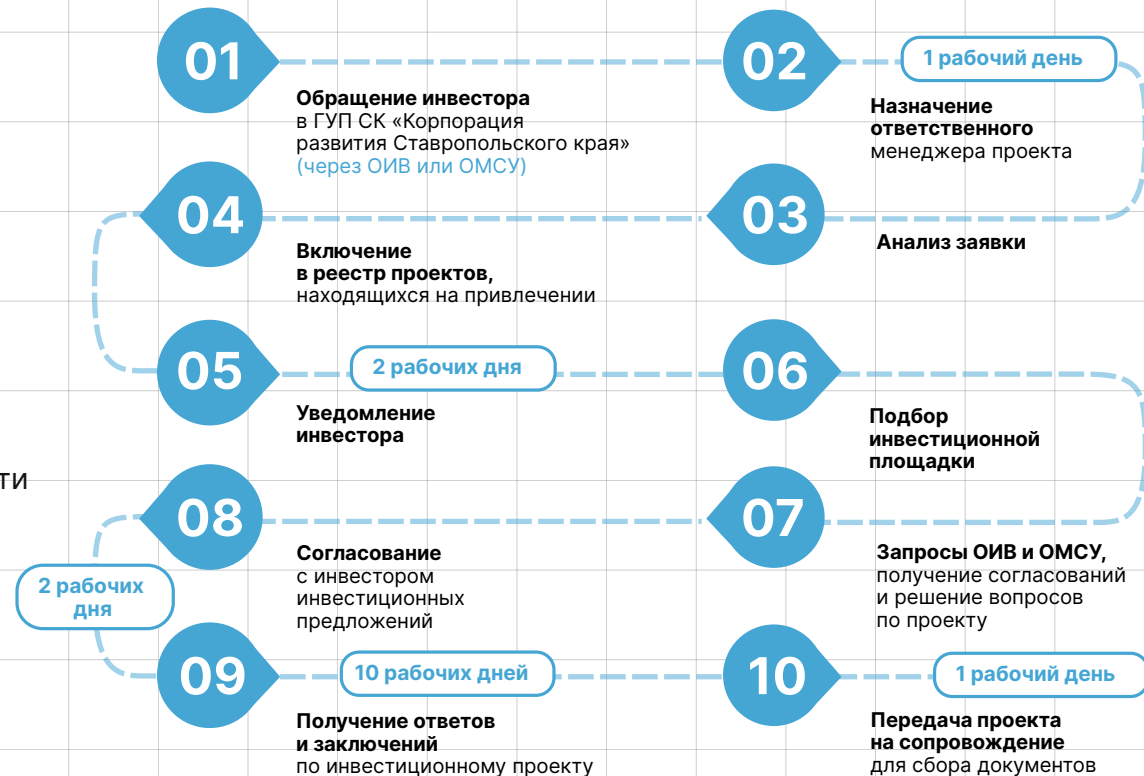 01
Обращение инвестора
в ГУП СК «Корпорация
развития Ставропольского края»
(через ОИВ или ОМСУ)
02
1 рабочий день
Назначение
ответственного
менеджера проекта
03
Анализ заявки
04
Включение
в реестр проектов,
находящихся на привлечении
05
2 рабочих дня
Уведомление
инвестора
06
Подбор
инвестиционной
площадки
ти
07
Запросы ОИВ и ОМСУ,
получение согласований
и решение вопросов
по проекту
08
Согласование
с инвестором
инвестиционных
предложений
2 рабочих
дня
09
10 рабочих дней
Получение ответов
и заключений
по инвестиционному проекту
10
1 рабочий день
Передача проекта
на сопровождение
для сбора документов